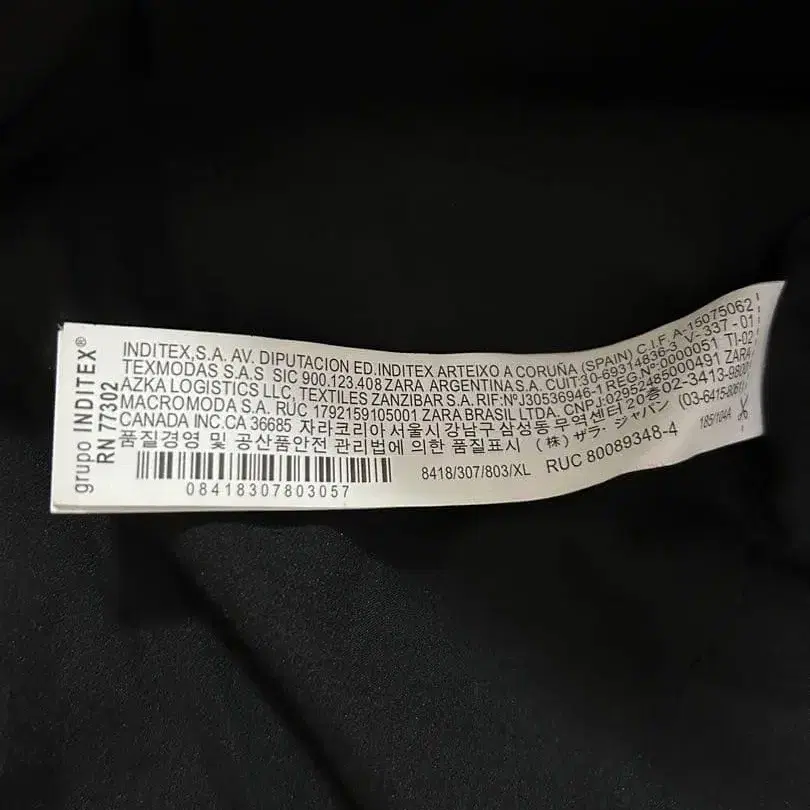 grupo INDITEX®
RN 77302
INDITEX,S.A. AV. DIPUTACION ED.INDITEX ARTEIXO A CORUÑA (SPAIN) C.I.F. A-15075062
TEXMODAS S.A.S SIC 900.123.408 ZARA ARGENTINA S.A. CUIT:30-69314836-3 V-337-01
AZKA LOGISTICS LLC, TEXTILES ZANZIBAR S.A. RIF:NºJ30536946-1 REG.Nº0000051 TI-02
MACROMODA S.A. RUC 1792159105001 ZARA BRASIL LTDA. CNPJ-02952485000491 ZARA
CANADA INC.CA 36685 자라코리아 서울시 강남구 삼성동 무역센터 20층 02-3413-9800
품질경영 및 공산품안전 관리법에 의한 품질표시 (株) ザラ・ジャパン (03-6415-8061)
08418307803057
8418/307/803/XL RUC 80089348-4
185/104A